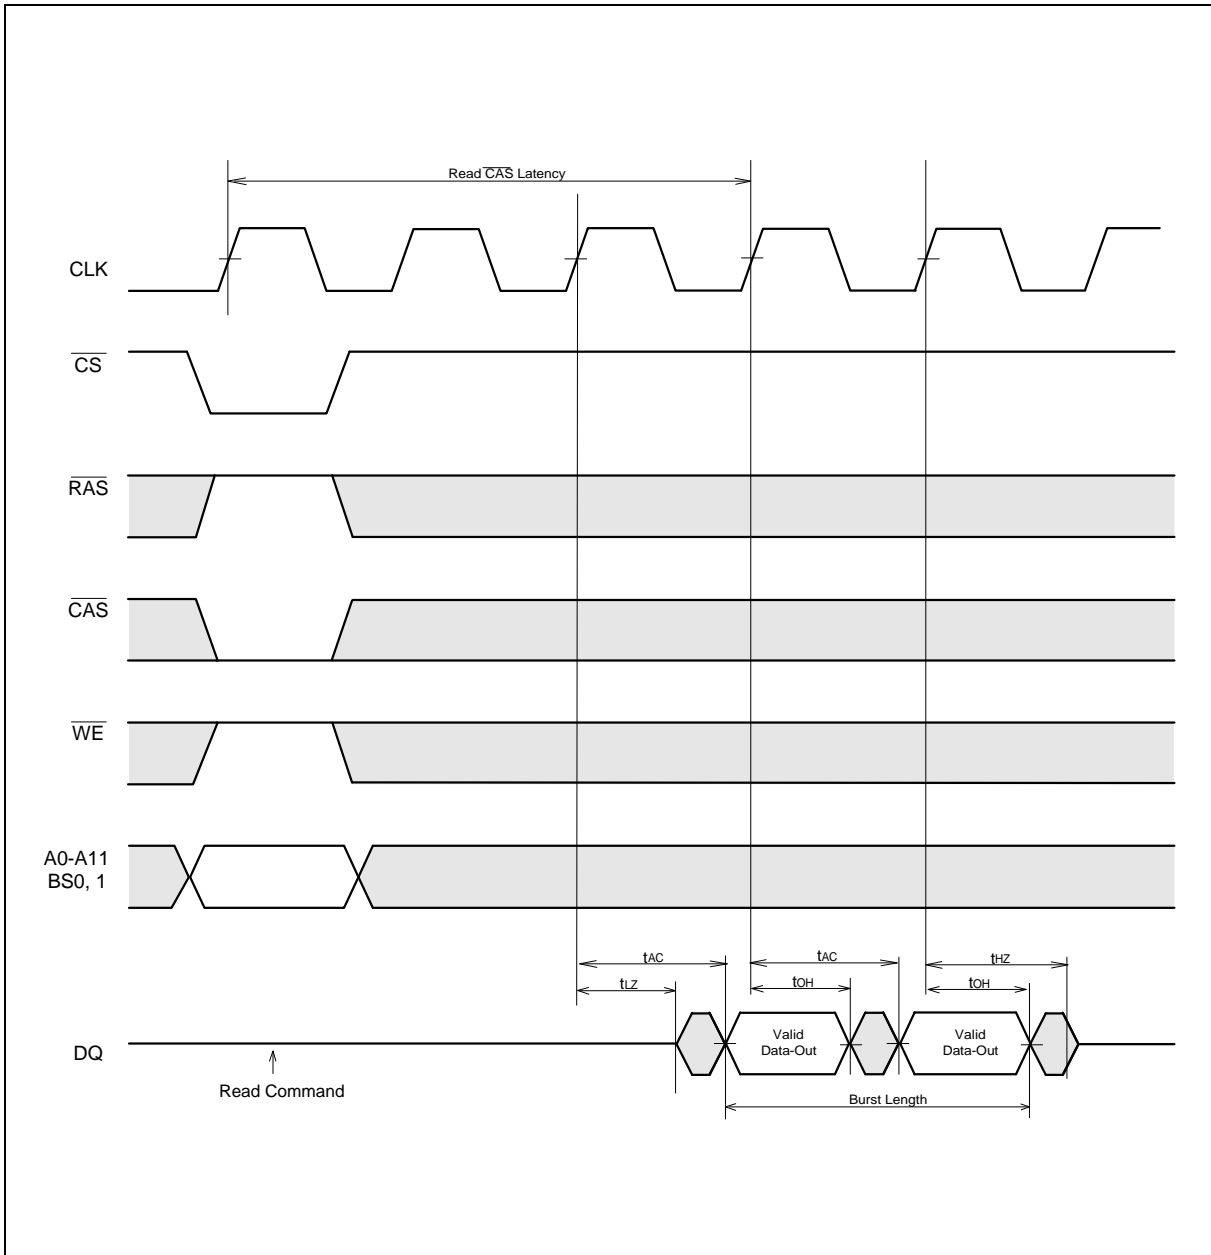 Read CAS Latency
CLK
CS
RAS
CAS
WE
A0-A11
BS0, 1
tAC
tAC
tHZ
tLZ
tOH
tOH
DQ
Valid
Data-Out
Valid
Data-Out
Read Command
Burst Length